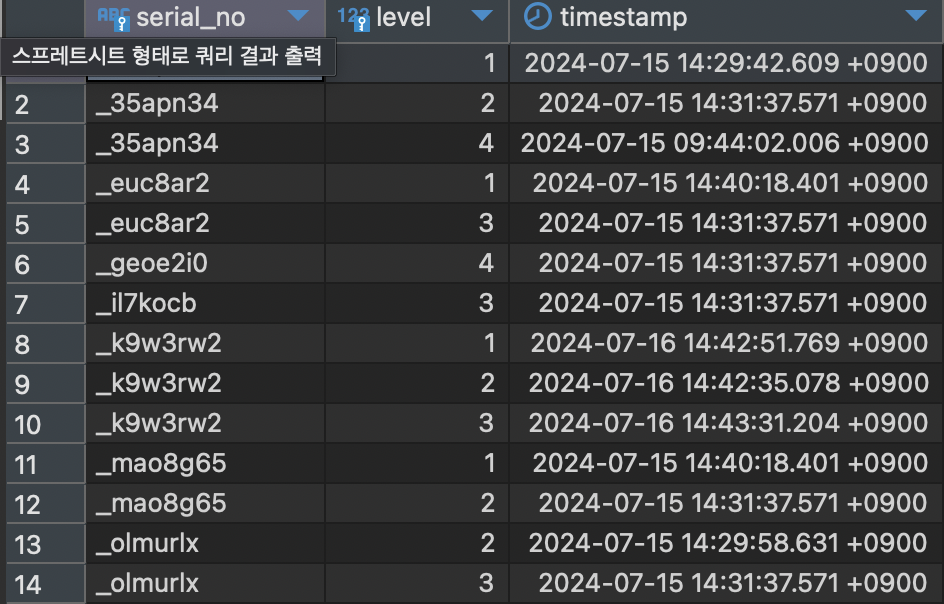 ABC serial_no 123 level timestamp
스프레트시트 형태로 쿼리 결과 출력
1 2024-07-15 14:29:42.609 +0900
2 _35apn34 2 2024-07-15 14:31:37.571 +0900
3 _35apn34 4 2024-07-15 09:44:02.006 +0900
4 _euc8ar2 1 2024-07-15 14:40:18.401 +0900
5 _euc8ar2 3 2024-07-15 14:31:37.571 +0900
6 _geoe2i0 4 2024-07-15 14:31:37.571 +0900
7 _il7kocb 3 2024-07-15 14:31:37.571 +0900
8 _k9w3rw2 1 2024-07-16 14:42:51.769 +0900
9 _k9w3rw2 2 2024-07-16 14:42:35.078 +0900
10 _k9w3rw2 3 2024-07-16 14:43:31.204 +0900
11 _mao8g65 1 2024-07-15 14:40:18.401 +0900
12 _mao8g65 2 2024-07-15 14:31:37.571 +0900
13 _olmurlx 2 2024-07-15 14:29:58.631 +0900
14 _olmurlx 3 2024-07-15 14:31:37.571 +0900